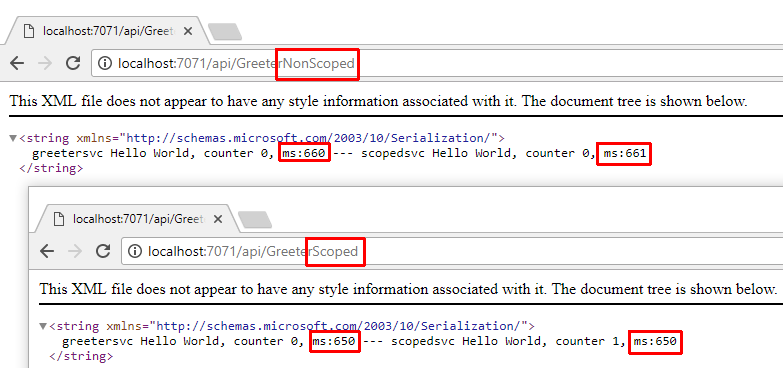 localhost:7071/api/Greet
localhost:7071/api/GreeterNonScoped
This XML file does not appear to have any style information associated with it. The document tree is shown below.
<string xmlns="http://schemas.microsoft.com/2003/10/Serialization/">
greetersvc Hello World, counter 0, ms:660 --- scopedsvc Hello World, counter 0, ms:661
</string>
localhost:7071/api/Greet
localhost:7071/api/GreeterScoped
This XML file does not appear to have any style information associated with it. The document tree is shown below.
<string xmlns="http://schemas.microsoft.com/2003/10/Serialization/">
greetersvc Hello World, counter 0, ms:650 --- scopedsvc Hello World, counter 1, ms:650
</string>